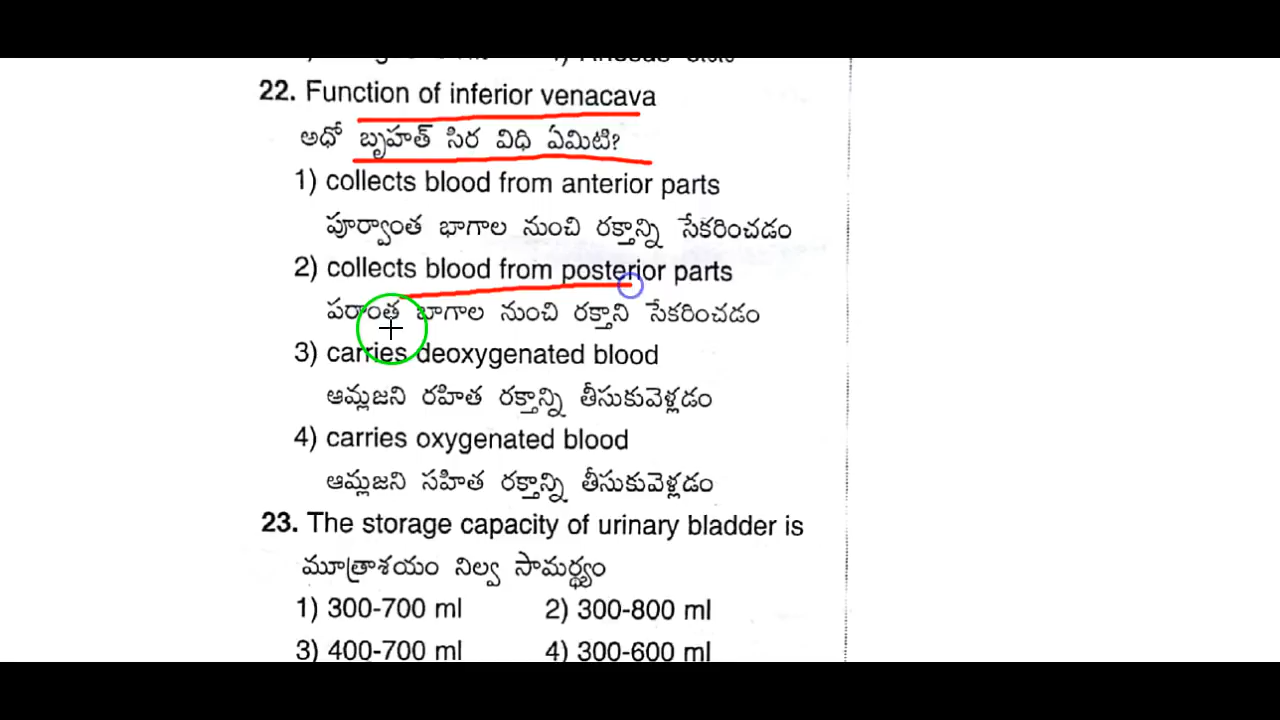 22. Function of inferior venacava
అధో బృహత్ సిర విధి ఏమిటి?
1) collects blood from anterior parts
పూర్వాంత భాగాల నుంచి రక్తాన్ని సేకరించడం
2) collects blood from posterior parts
పరాంత భాగాల నుంచి రక్తాని సేకరించడం
3) carries deoxygenated blood
ఆమ్లజని రహిత రక్తాన్ని తీసుకువెళ్లడం
4) carries oxygenated blood
ఆమ్లజని సహిత రక్తాన్ని తీసుకువెళ్లడం
23. The storage capacity of urinary bladder is
మూత్రాశయం నిల్వ సామర్థ్యం
1) 300-700 ml 2) 300-800 ml
3) 400-700 ml 4) 300-600 ml